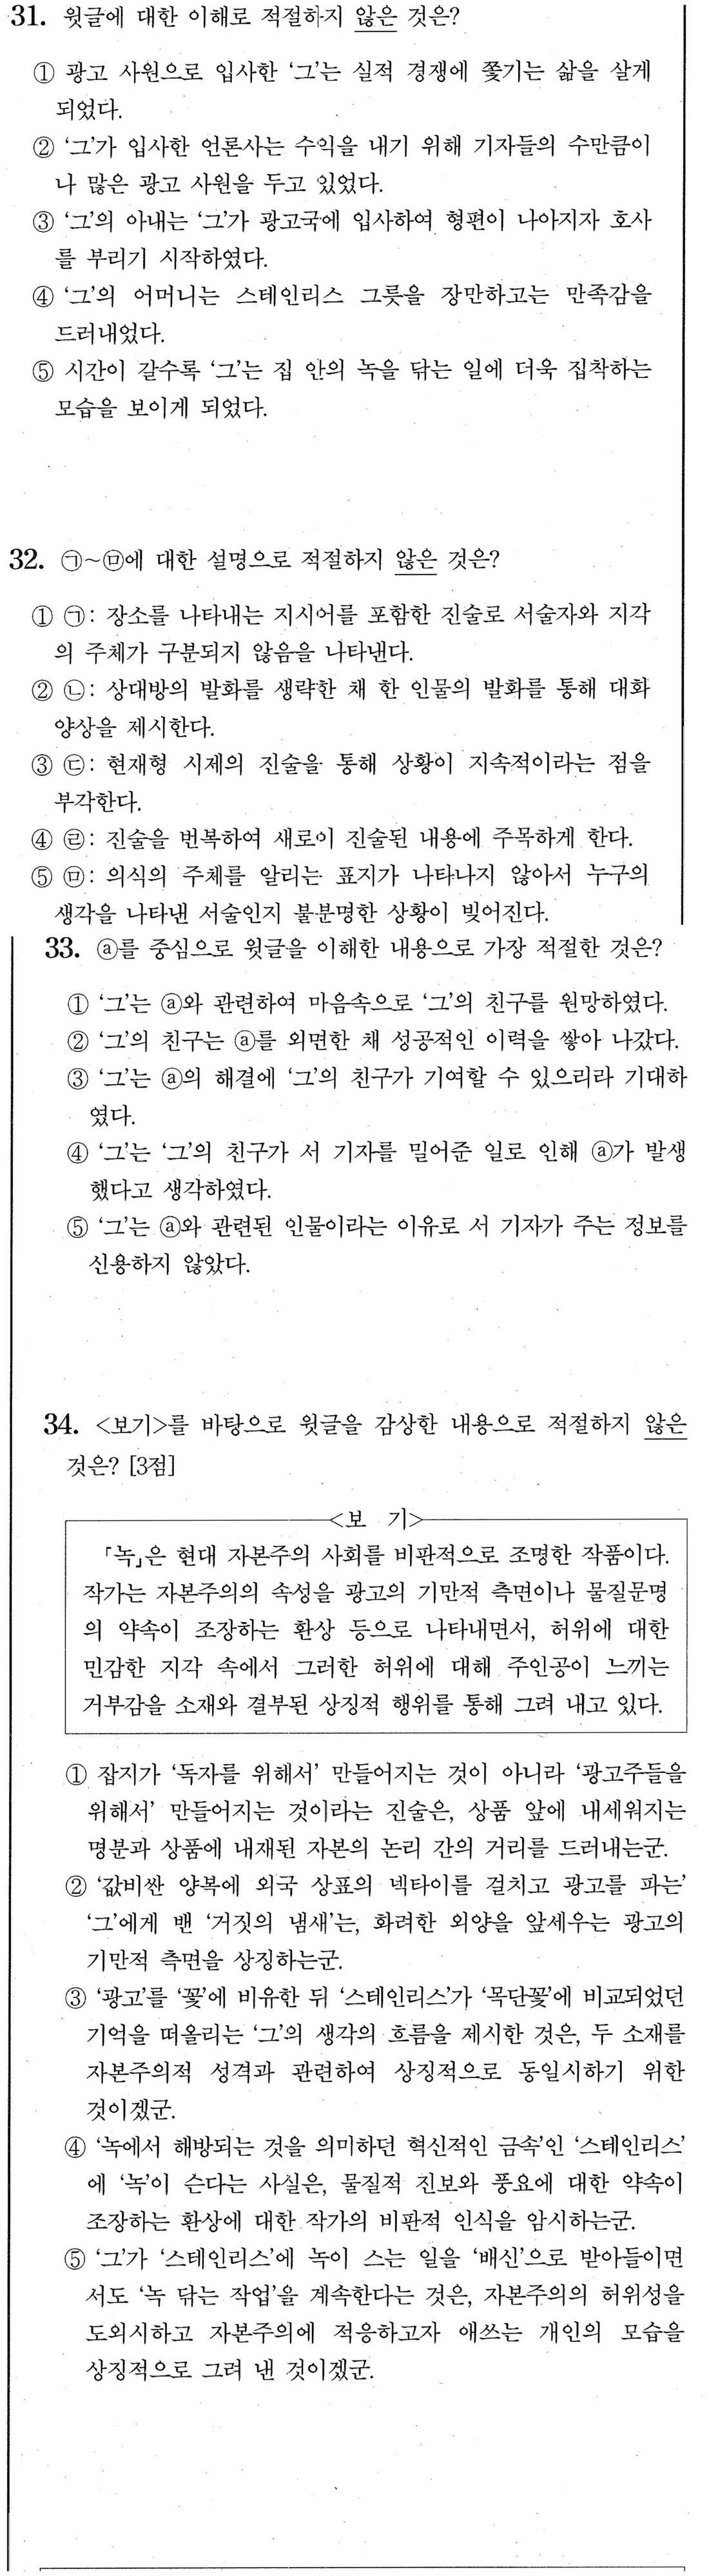 31. 윗글에 대한 이해로 적절하지 않은 것은?
① 광고 사원으로 입사한 ‘그’는 실적 경쟁에 쫓기는 삶을 살게
되었다.
② ‘그’가 입사한 언론사는 수익을 내기 위해 기자들의 수만큼이
나 많은 광고 사원을 두고 있었다.
③ ‘그’의 아내는 ‘그’가 광고국에 입사하여 형편이 나아지자 호사
를 부리기 시작하였다.
④ ‘그’의 어머니는 스테인리스 그릇을 장만하고는 만족감을
드러내었다.
⑤ 시간이 갈수록 ‘그’는 집 안의 녹을 닦는 일에 더욱 집착하는
모습을 보이게 되었다.
32. ㉠~㉤에 대한 설명으로 적절하지 않은 것은?
① ㉠: 장소를 나타내는 지시어를 포함한 진술로 서술자와 지각
의 주체가 구분되지 않음을 나타낸다.
② ㉡: 상대방의 발화를 생략한 채 한 인물의 발화를 통해 대화
양상을 제시한다.
③ ㉢: 현재형 시제의 진술을 통해 상황이 지속적이라는 점을
부각한다.
④ ㉣: 진술을 번복하여 새로이 진술된 내용에 주목하게 한다.
⑤ ㉤: 의식의 주체를 알리는 표지가 나타나지 않아서 누구의
생각을 나타낸 서술인지 불분명한 상황이 빚어진다.
33. ⓐ를 중심으로 윗글을 이해한 내용으로 가장 적절한 것은?
① ‘그’는 ⓐ와 관련하여 마음속으로 ‘그’의 친구를 원망하였다.
② ‘그’의 친구는 ⓐ를 외면한 채 성공적인 이력을 쌓아 나갔다.
③ ‘그’는 ⓐ의 해결에 ‘그’의 친구가 기여할 수 있으리라 기대하
였다.
④ ‘그’는 ‘그’의 친구가 서 기자를 밀어준 일로 인해 ⓐ가 발생
했다고 생각하였다.
⑤ ‘그’는 ⓐ와 관련된 인물이라는 이유로 서 기자가 주는 정보를
신용하지 않았다.
34. <보기>를 바탕으로 윗글을 감상한 내용으로 적절하지 않은
것은? [3점]
<보 기>
「녹」은 현대 자본주의 사회를 비판적으로 조명한 작품이다.
작가는 자본주의의 속성을 광고의 기만적 측면이나 물질문명
의 약속이 조장하는 환상 등으로 나타내면서, 허위에 대한
민감한 지각 속에서 그러한 허위에 대해 주인공이 느끼는
거부감을 소재와 결부된 상징적 행위를 통해 그려 내고 있다.
① 잡지가 ‘독자를 위해서’ 만들어지는 것이 아니라 ‘광고주들을
위해서’ 만들어지는 것이라는 진술은, 상품 앞에 내세워지는
명분과 상품에 내재된 자본의 논리 간의 거리를 드러내는군.
② ‘값비싼 양복에 외국 상표의 넥타이를 걸치고 광고를 파는’
‘그’에게 밴 ‘거짓의 냄새’는, 화려한 외양을 앞세우는 광고의
기만적 측면을 상징하는군.
③ ‘광고’를 ‘꽃’에 비유한 뒤 ‘스테인리스’가 ‘목단꽃’에 비교되었던
기억을 떠올리는 ‘그’의 생각의 흐름을 제시한 것은, 두 소재를
자본주의적 성격과 관련하여 상징적으로 동일시하기 위한
것이겠군.
④ ‘녹에서 해방되는 것을 의미하던 혁신적인 금속’인 ‘스테인리스’
에 ‘녹’이 슨다는 사실은, 물질적 진보와 풍요에 대한 약속이
조장하는 환상에 대한 작가의 비판적 인식을 암시하는군.
⑤ ‘그’가 ‘스테인리스’에 녹이 스는 일을 ‘배신’으로 받아들이면
서도 ‘녹 닦는 작업’을 계속한다는 것은, 자본주의의 허위성을
도외시하고 자본주의에 적응하고자 애쓰는 개인의 모습을
상징적으로 그려 낸 것이겠군.